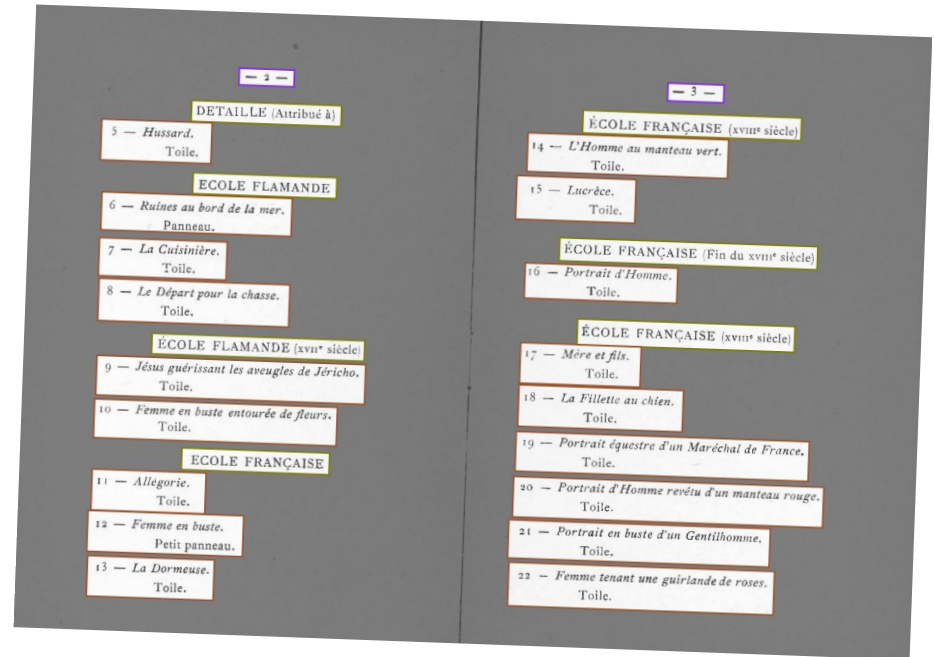 — 2 —
DETAILLE (Attribué à)
5 — Hussard.
Toile.
ECOLE FLAMANDE
6 — Ruines au bord de la mer.
Panneau.
7 — La Cuisinière.
Toile.
8 — Le Départ pour la chasse.
Toile.
ÉCOLE FLAMANDE (XVIIe siècle)
9 — Jésus guérissant les aveugles de Jéricho.
Toile.
10 — Femme en buste entourée de fleurs.
Toile.
ECOLE FRANÇAISE
11 — Allégorie.
Toile.
12 — Femme en buste.
Petit panneau.
13 — La Dormeuse.
Toile.
— 3 —
ÉCOLE FRANÇAISE (XVIIIe siècle)
14 — L'Homme au manteau vert.
Toile.
15 — Lucrèce.
Toile.
ÉCOLE FRANÇAISE (Fin du XVIIIe siècle)
16 — Portrait d'Homme.
Toile.
ÉCOLE FRANÇAISE (XVIIIe siècle)
17 — Mère et fils.
Toile.
18 — La Fillette au chien.
Toile.
19 — Portrait équestre d'un Maréchal de France.
Toile.
20 — Portrait d'Homme revêtu d'un manteau rouge.
Toile.
21 — Portrait en buste d'un Gentilhomme.
Toile.
22 — Femme tenant une guirlande de roses.
Toile.